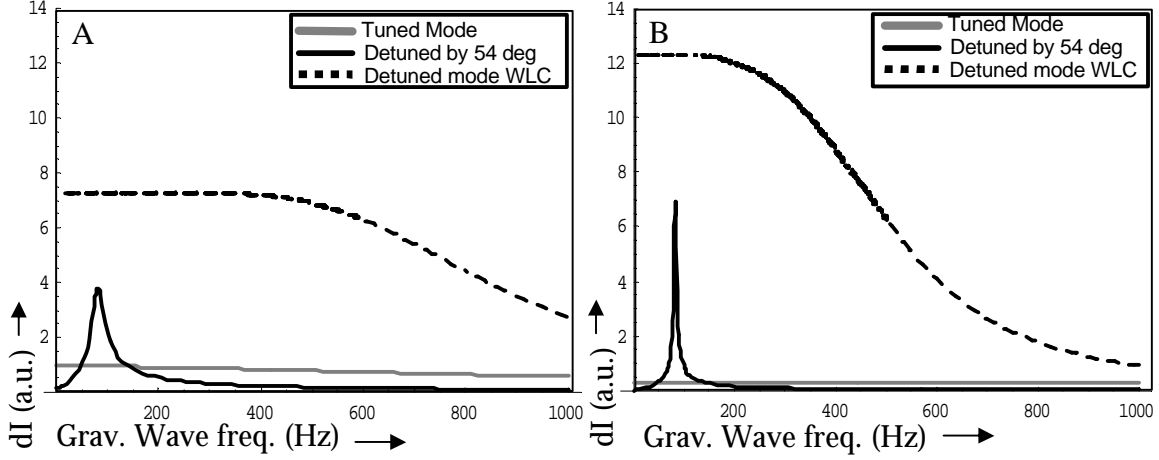 A
Tuned Mode
Detuned by 54 deg
Detuned mode WLC
14
12
10
8
6
4
2
200
400
600
800
1000
dI (a.u.)
Grav. Wave freq. (Hz)
B
Tuned Mode
Detuned by 54 deg
Detuned mode WLC
14
12
10
8
6
4
2
200
400
600
800
1000
dI (a.u.)
Grav. Wave freq. (Hz)